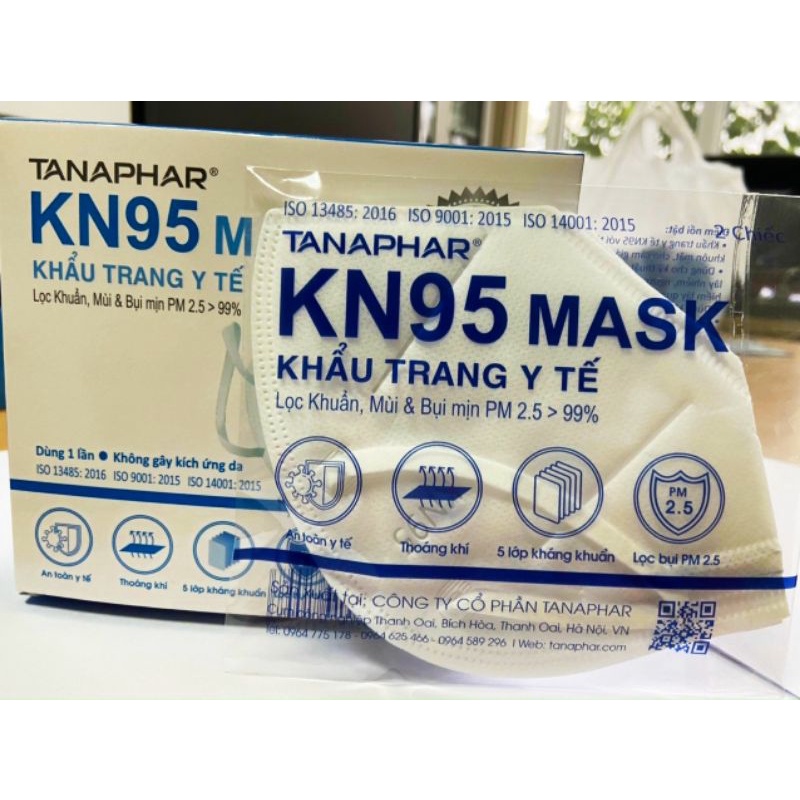 TANAPHAR®
KN95 M
KHẨU TRANG Y TẾ
Lọc Khuẩn, Mùi & Bụi mịn PM 2.5 > 99%
Dùng 1 lần ● Không gây kích ứng da
ISO 13485: 2016 ISO 9001: 2015 ISO 14001: 2015
An toàn y tế
Thoáng khí
5 lớp kháng khuẩn
ISO 13485: 2016 ISO 9001: 2015 ISO 14001: 2015
2 Chiếc
TANAPHAR®
KN95 MASK
KHẨU TRANG Y TẾ
Lọc Khuẩn, Mùi & Bụi mịn PM 2.5 > 99%
PM 2.5
An toàn y tế
Thoáng khí
5 lớp kháng khuẩn
Lọc bụi PM 2.5
tại: CÔNG TY CỔ PHẦN TANAPHAR
Thanh Oai, Bích Hòa, Thanh Oai, Hà Nội, VN
Tel: 0964 775 178 - 0964 625 466 - 0964 589 296 | Web: tanaphar.com